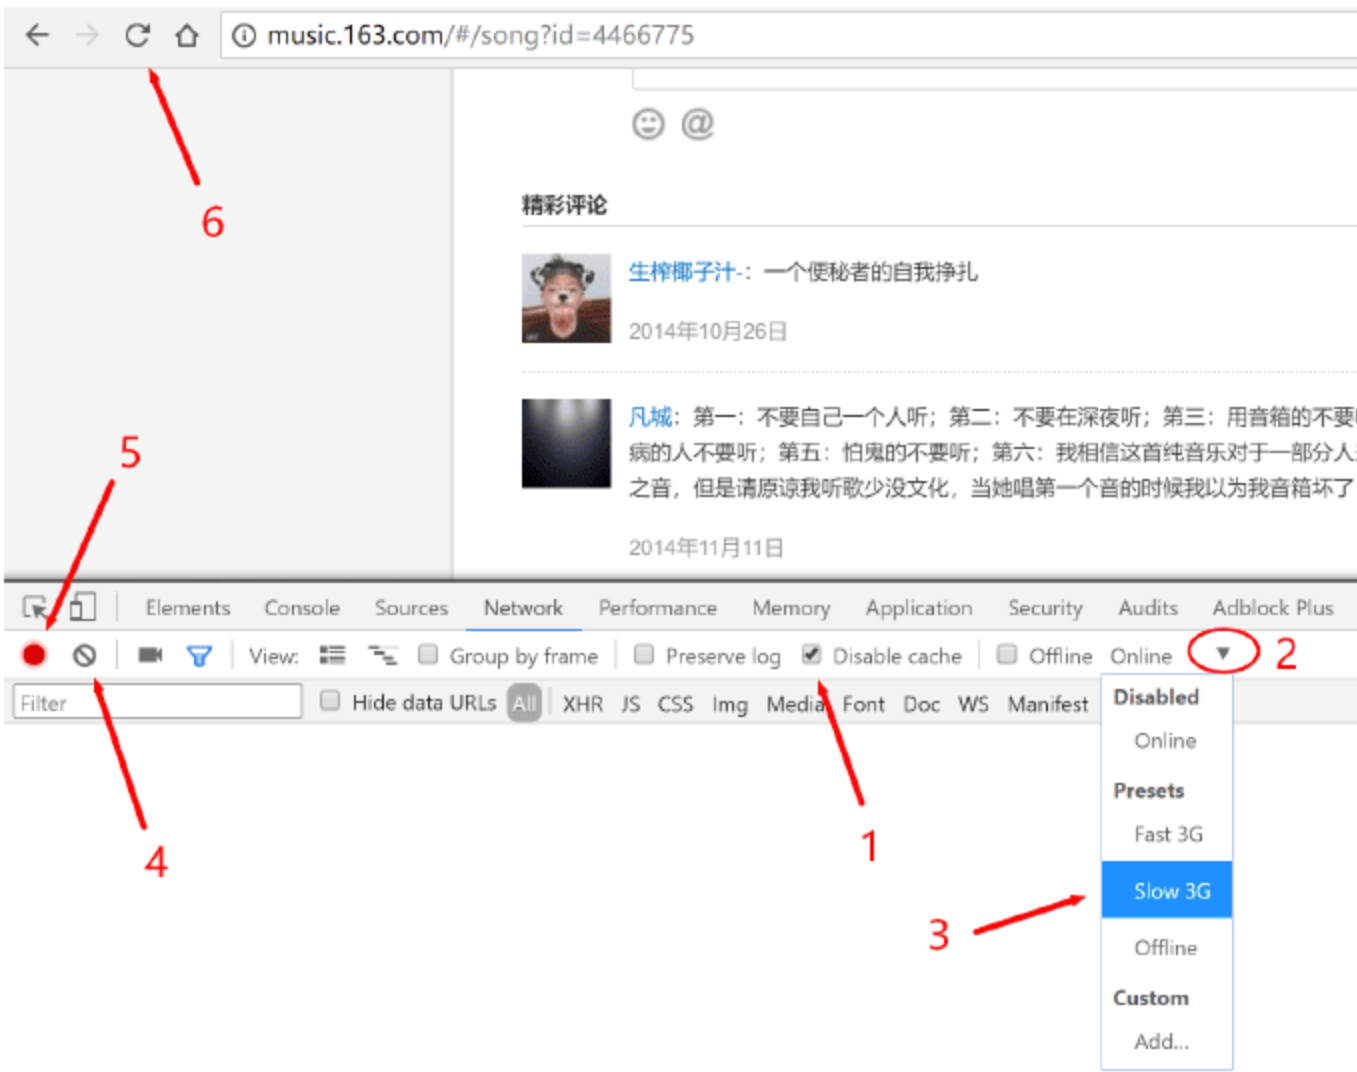 music.163.com/#/song?id=4466775
6
精彩评论
生榨椰子汁-：一个便秘者的自我挣扎
2014年10月26日
凡城：第一：不要自己一个人听；第二：不要在深夜听；第三：用音箱的不要
病的人不要听；第五：怕鬼的不要听；第六：我相信这首纯音乐对于一部分人
之音，但是请原谅我听歌少没文化，当她唱第一个音的时候我以为我音箱坏了
2014年11月11日
5
Elements Console Sources Network Performance Memory Application Security Audits Adblock Plus
View: Group by frame Preserve log Disable cache Offline Online ▼ 2
Filter Hide data URLs All XHR JS CSS Img Media Font Doc WS Manifest
Disabled
Online
Presets
Fast 3G
Slow 3G
Offline
Custom
Add...
4
1
3